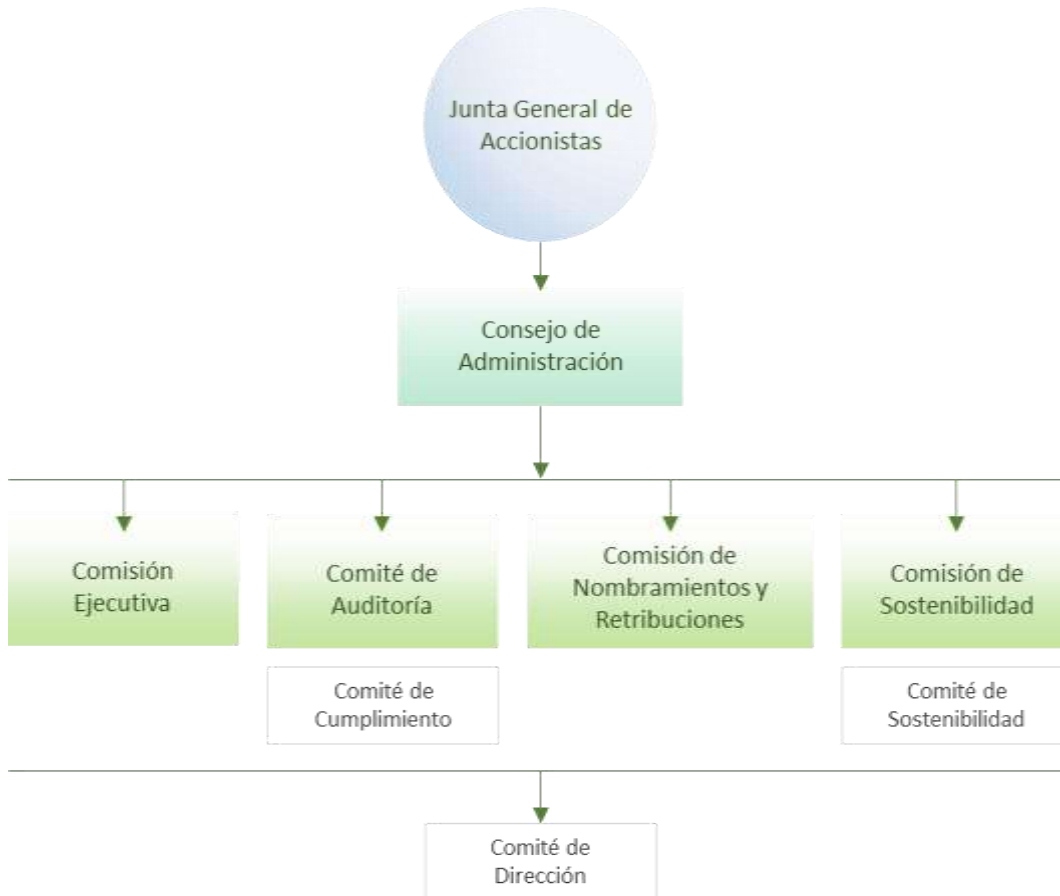 Junta General de
Accionistas
Consejo de
Administración
Comisión
Ejecutiva
Comité de
Auditoría
Comisión de
Nombramientos y
Retribuciones
Comisión de
Sostenibilidad
Comité de
Cumplimiento
Comité de
Sostenibilidad
Comité de
Dirección